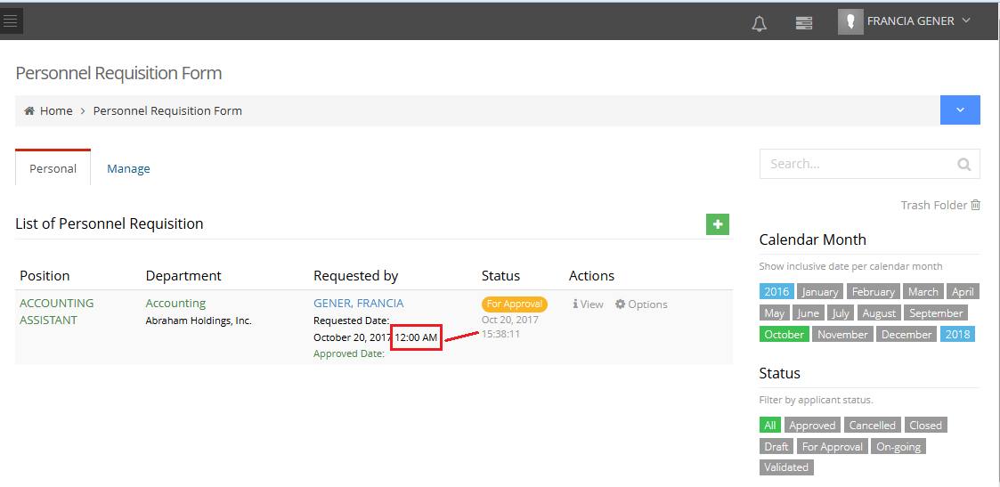 FRANCIA GENER
Personnel Requisition Form
Home > Personnel Requisition Form
Personal Manage
Search...
Trash Folder
List of Personnel Requisition
Position Department Requested by Status Actions
ACCOUNTING ASSISTANT
Accounting
Abraham Holdings, Inc.
GENER, FRANCIA
Requested Date:
October 20, 2017 12:00 AM
Approved Date:
For Approval
Oct 20, 2017
15:38:11
View Options
Calendar Month
Show inclusive date per calendar month
2016 January February March April
May June July August September
October November December 2018
Status
Filter by applicant status.
All Approved Cancelled Closed
Draft For Approval On-going
Validated